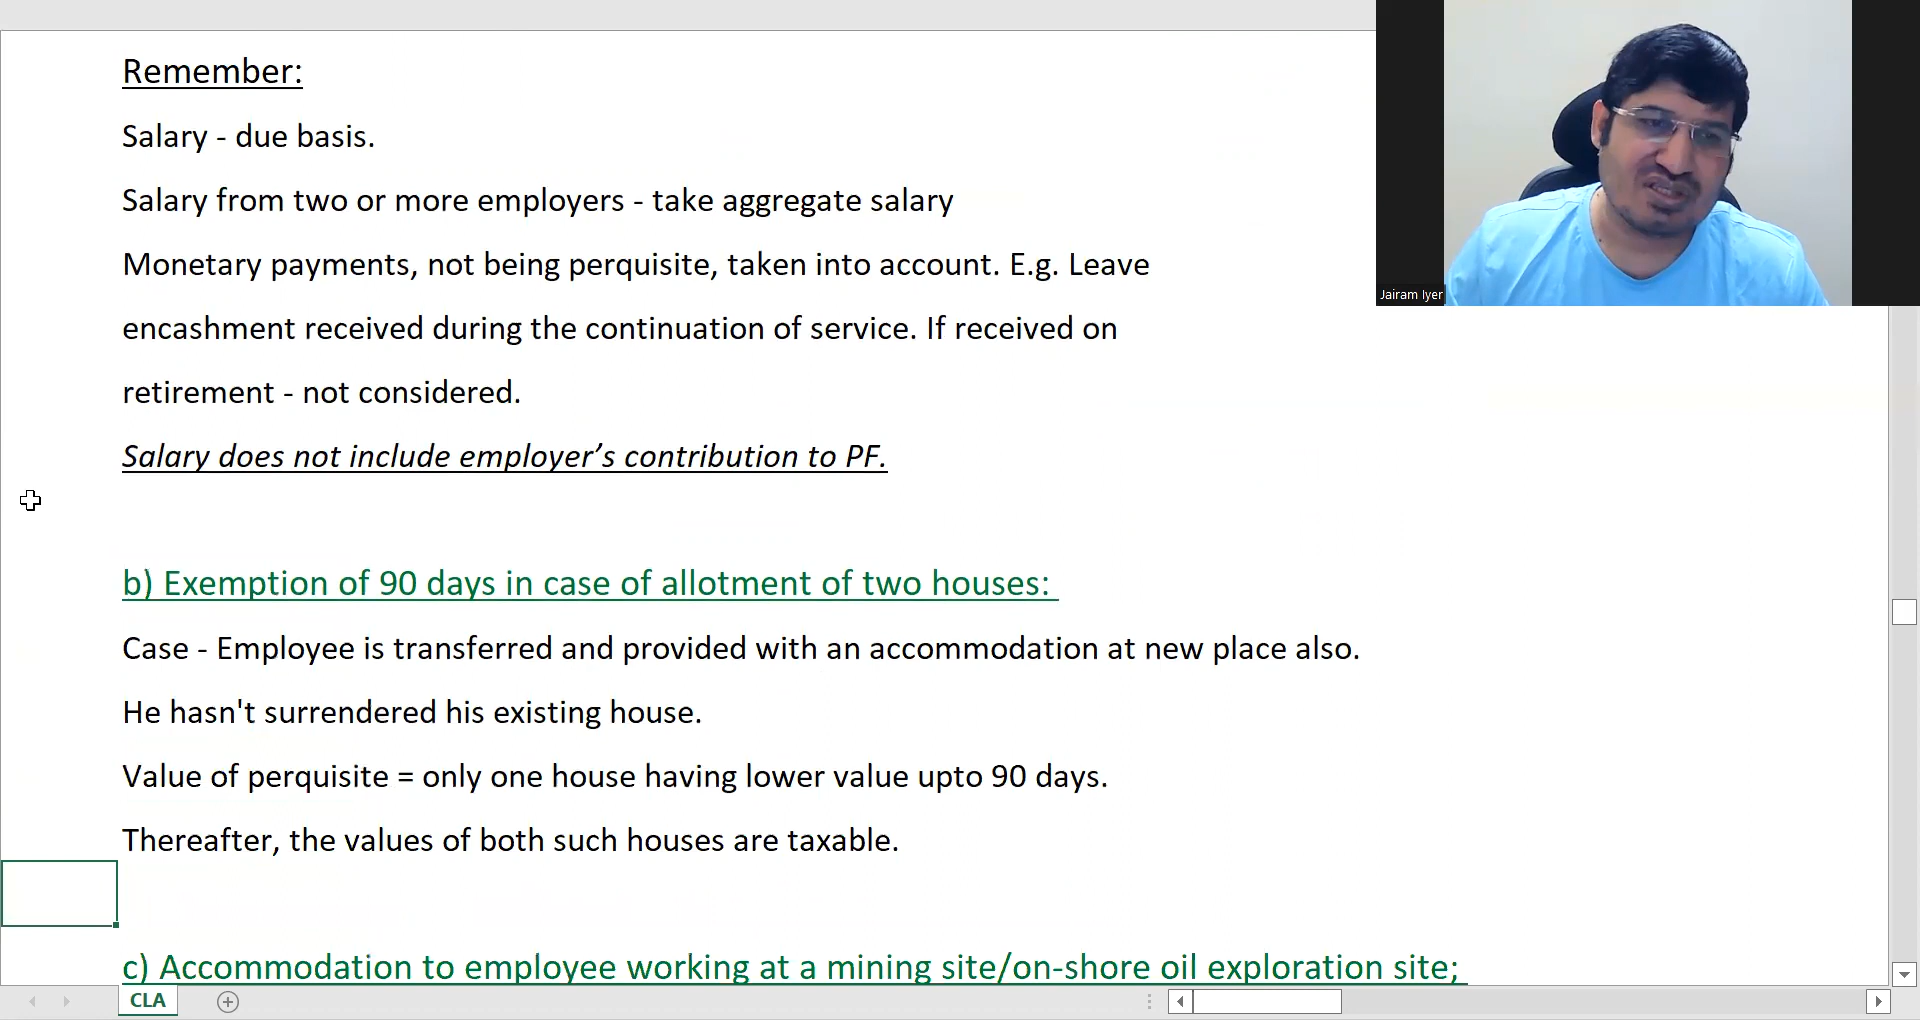 Remember:
Salary - due basis.
Salary from two or more employers - take aggregate salary
Monetary payments, not being perquisite, taken into account. E.g. Leave
encashment received during the continuation of service. If received on
retirement - not considered.
Salary does not include employer’s contribution to PF.
b) Exemption of 90 days in case of allotment of two houses:
Case - Employee is transferred and provided with an accommodation at new place also.
He hasn't surrendered his existing house.
Value of perquisite = only one house having lower value upto 90 days.
Thereafter, the values of both such houses are taxable.
c) Accommodation to employee working at a mining site/on-shore oil exploration site;
CLA
Jairam Iyer